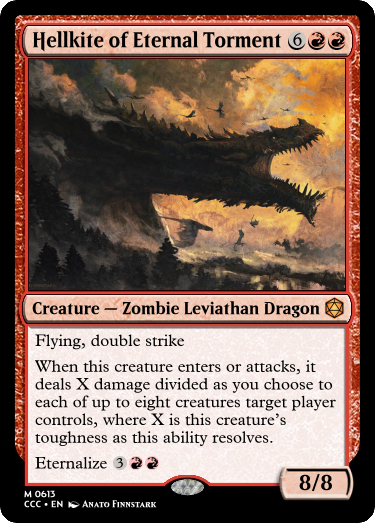 Hellkite of Eternal Torment 6
Creature — Zombie Leviathan Dragon
Flying, double strike
When this creature enters or attacks, it
deals X damage divided as you choose to
each of up to eight creatures target player
controls, where X is this creature's
toughness as this ability resolves.
Eternalize 3
8/8
M 0613
CCC • EN Anato Finnstark